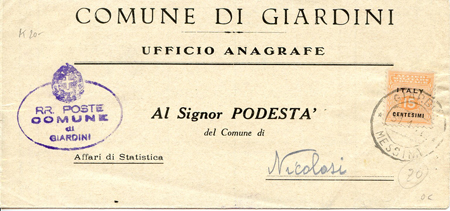 COMUNE DI GIARDINI
UFFICIO ANAGRAFE
RR. POSTE
COMUNE
di
GIARDINI
ITALY
CENTESIMI
MESSINA
Al Signor PODESTA'
del Comune di
Nicolosi
Affari di Statistica
70